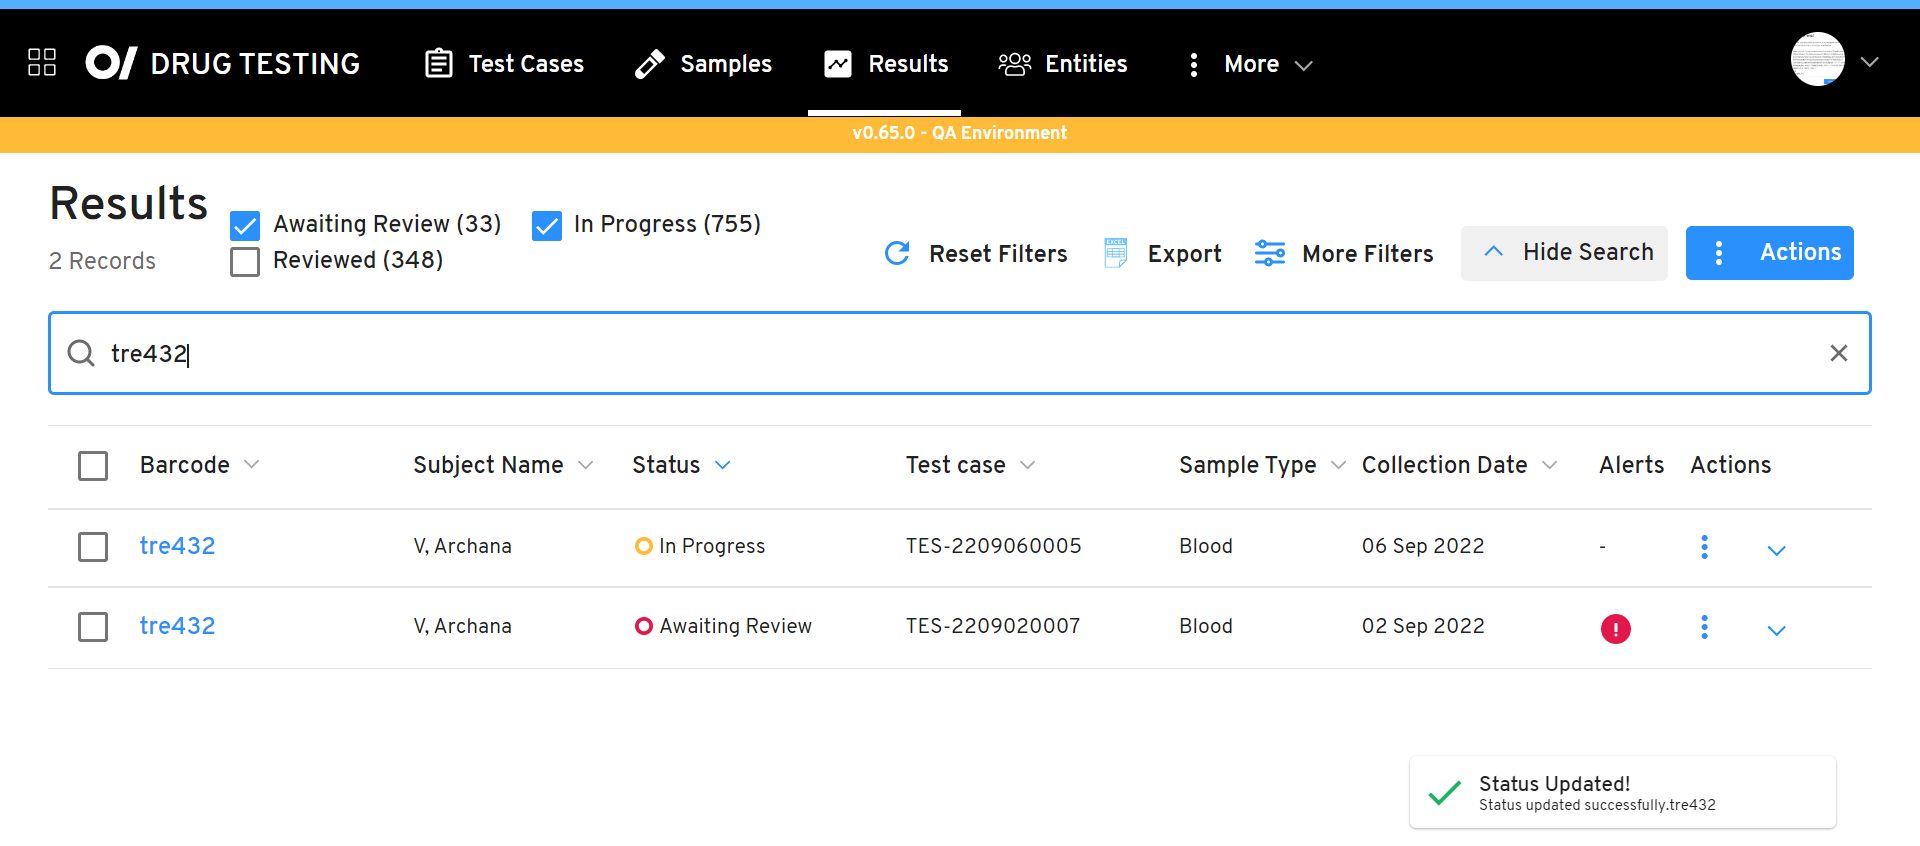 DRUG TESTING
Test Cases
Samples
Results
Entities
More
v0.65.0 - QA Environment
Results
2 Records
Awaiting Review (33)
In Progress (755)
Reviewed (348)
Reset Filters
EXCEL
Export
More Filters
Hide Search
Actions
tre432
Barcode Subject Name Status Test case Sample Type Collection Date Alerts Actions
tre432 V, Archana In Progress TES-2209060005 Blood 06 Sep 2022 -
tre432 V, Archana Awaiting Review TES-2209020007 Blood 02 Sep 2022 !
Status Updated!
Status updated successfully.tre432